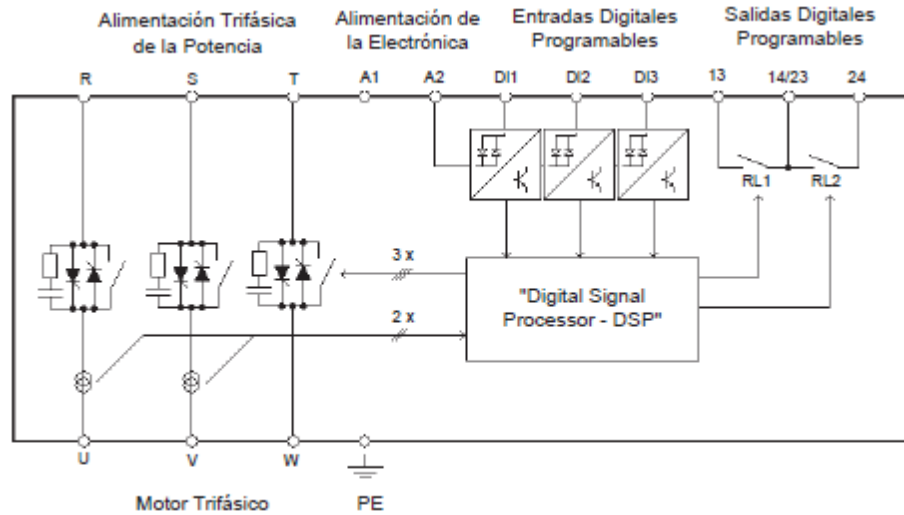 Alimentación Trifásica
de la Potencia
Alimentación de
la Electrónica
Entradas Digitales
Programables
Salidas Digitales
Programables
R S T A1 A2 DI1 DI2 DI3 13 14/23 24
RL1 RL2
3 x
"Digital Signal
Processor - DSP"
2 x
U V W
Motor Trifásico PE